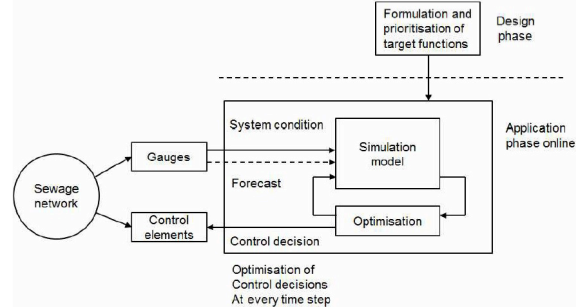 Formulation and
prioritisation of
target functions
Design
phase
System condition
Application
phase online
Simulation
model
Gauges
Forecast
Sewage
network
Control
elements
Optimisation
Control decision
Optimisation of
Control decisions
At every time step